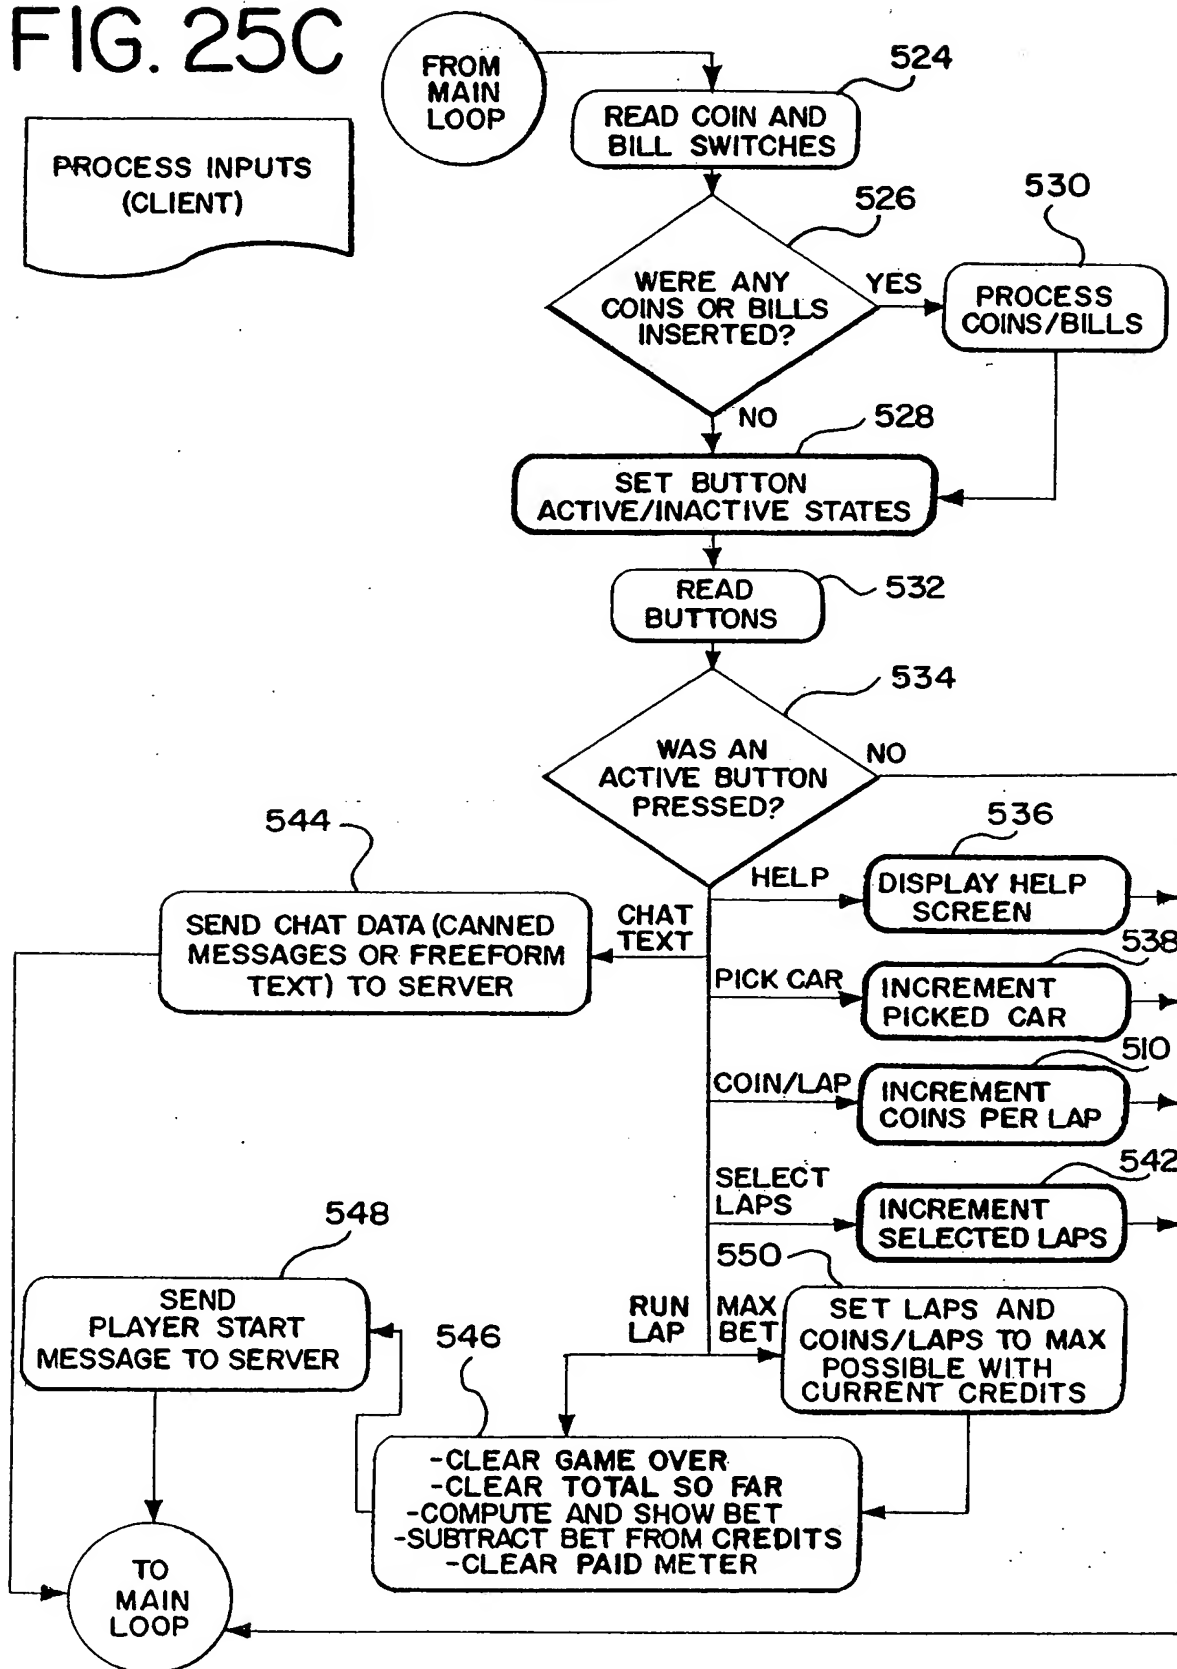 FIG. 25C
PROCESS INPUTS
(CLIENT)
FROM
MAIN
LOOP
524
READ COIN AND
BILL SWITCHES
526
WERE ANY
COINS OR BILLS
INSERTED?
YES
530
PROCESS
COINS/BILLS
NO
528
SET BUTTON
ACTIVE/INACTIVE STATES
READ
BUTTONS
532
534
WAS AN
ACTIVE BUTTON
PRESSED?
NO
544
SEND CHAT DATA (CANNED
MESSAGES OR FREEFORM
TEXT) TO SERVER
CHAT
TEXT
HELP
536
DISPLAY HELP
SCREEN
538
PICK CAR
INCREMENT
PICKED CAR
510
COIN/LAP
INCREMENT
COINS PER LAP
542
SELECT
LAPS
INCREMENT
SELECTED LAPS
548
SEND
PLAYER START
MESSAGE TO SERVER
550
RUN
LAP
MAX
BET
SET LAPS AND
COINS/LAPS TO MAX
POSSIBLE WITH
CURRENT CREDITS
546
-CLEAR GAME OVER
-CLEAR TOTAL SO FAR
-COMPUTE AND SHOW BET
-SUBTRACT BET FROM CREDITS
-CLEAR PAID METER
TO
MAIN
LOOP